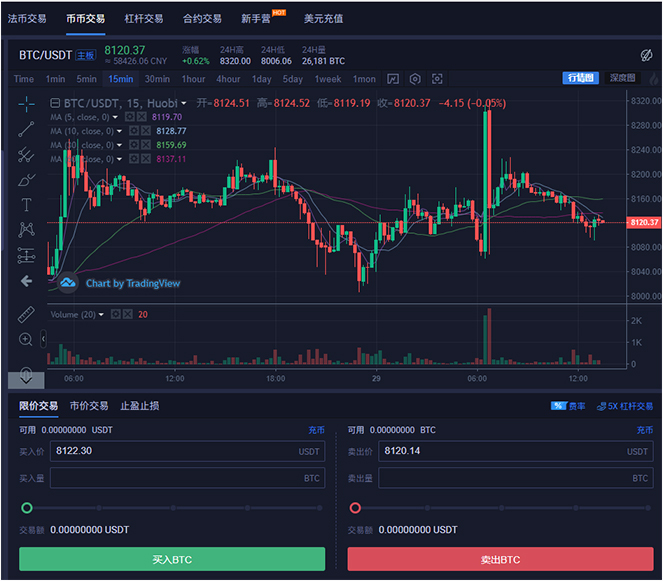 法币交易 币币交易 杠杆交易 合约交易 新手营 HOT 美元充值
BTC/USDT 主板 8120.37 涨幅 24H高 24H低 24H量
≈ 58426.06 CNY +0.62% 8320.00 8006.06 26,181 BTC
Time 1min 5min 15min 30min 1hour 4hour 1day 5day 1week 1mon 行情图 深度图
BTC/USDT, 15, Huobi 开=8124.51 高=8124.52 低=8119.19 收=8120.37 −4.15 (−0.05%)
MA (5, close, 0) 8119.70
MA (10, close, 0) 8128.77
MA (30, close, 0) 8159.69
MA close, 0) 8137.11
8320.00
8280.00
8240.00
8200.00
8160.00
8120.37
8080.00
8040.00
8000.00
Chart by TradingView
Volume (20) 20
2K
1K
0
06:00 12:00 18:00 29 06:00 12:00
限价交易 市价交易 止盈止损 % 费率 5X 杠杆交易
可用 0.00000000 USDT 充币 可用 0.00000000 BTC 充币
买入价 8122.30 USDT 卖出价 8120.14 USDT
买入量 BTC 卖出量 BTC
交易额 0.00000000 USDT 交易额 0.00000000 USDT
买入BTC 卖出BTC